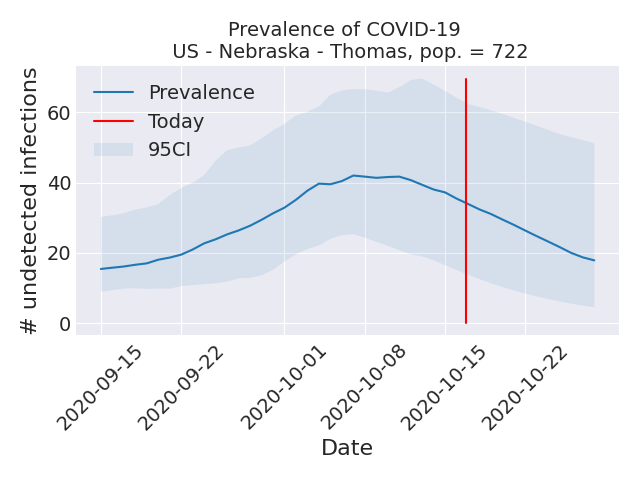 Prevalence of COVID-19
US - Nebraska - Thomas, pop. = 722
# undetected infections
60
40
20
0
Prevalence
Today
95CI
2020-09-15
2020-09-22
2020-10-01
2020-10-08
2020-10-15
2020-10-22
Date